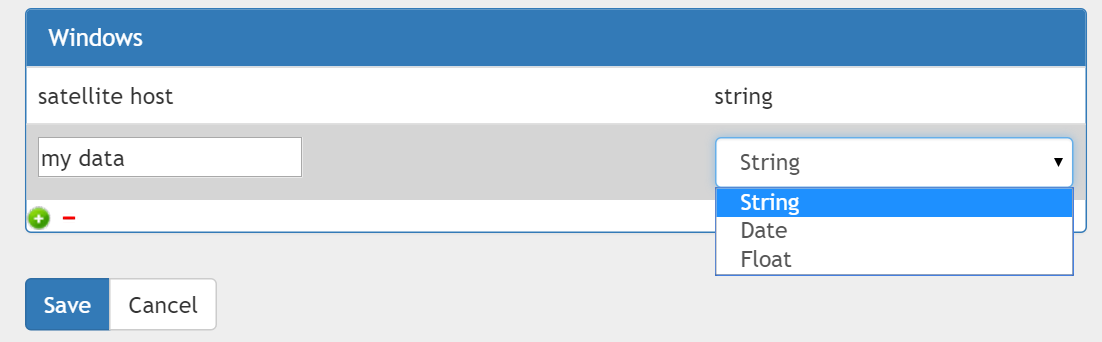 Windows
satellite host string
my data String
String
Date
Float
Save Cancel